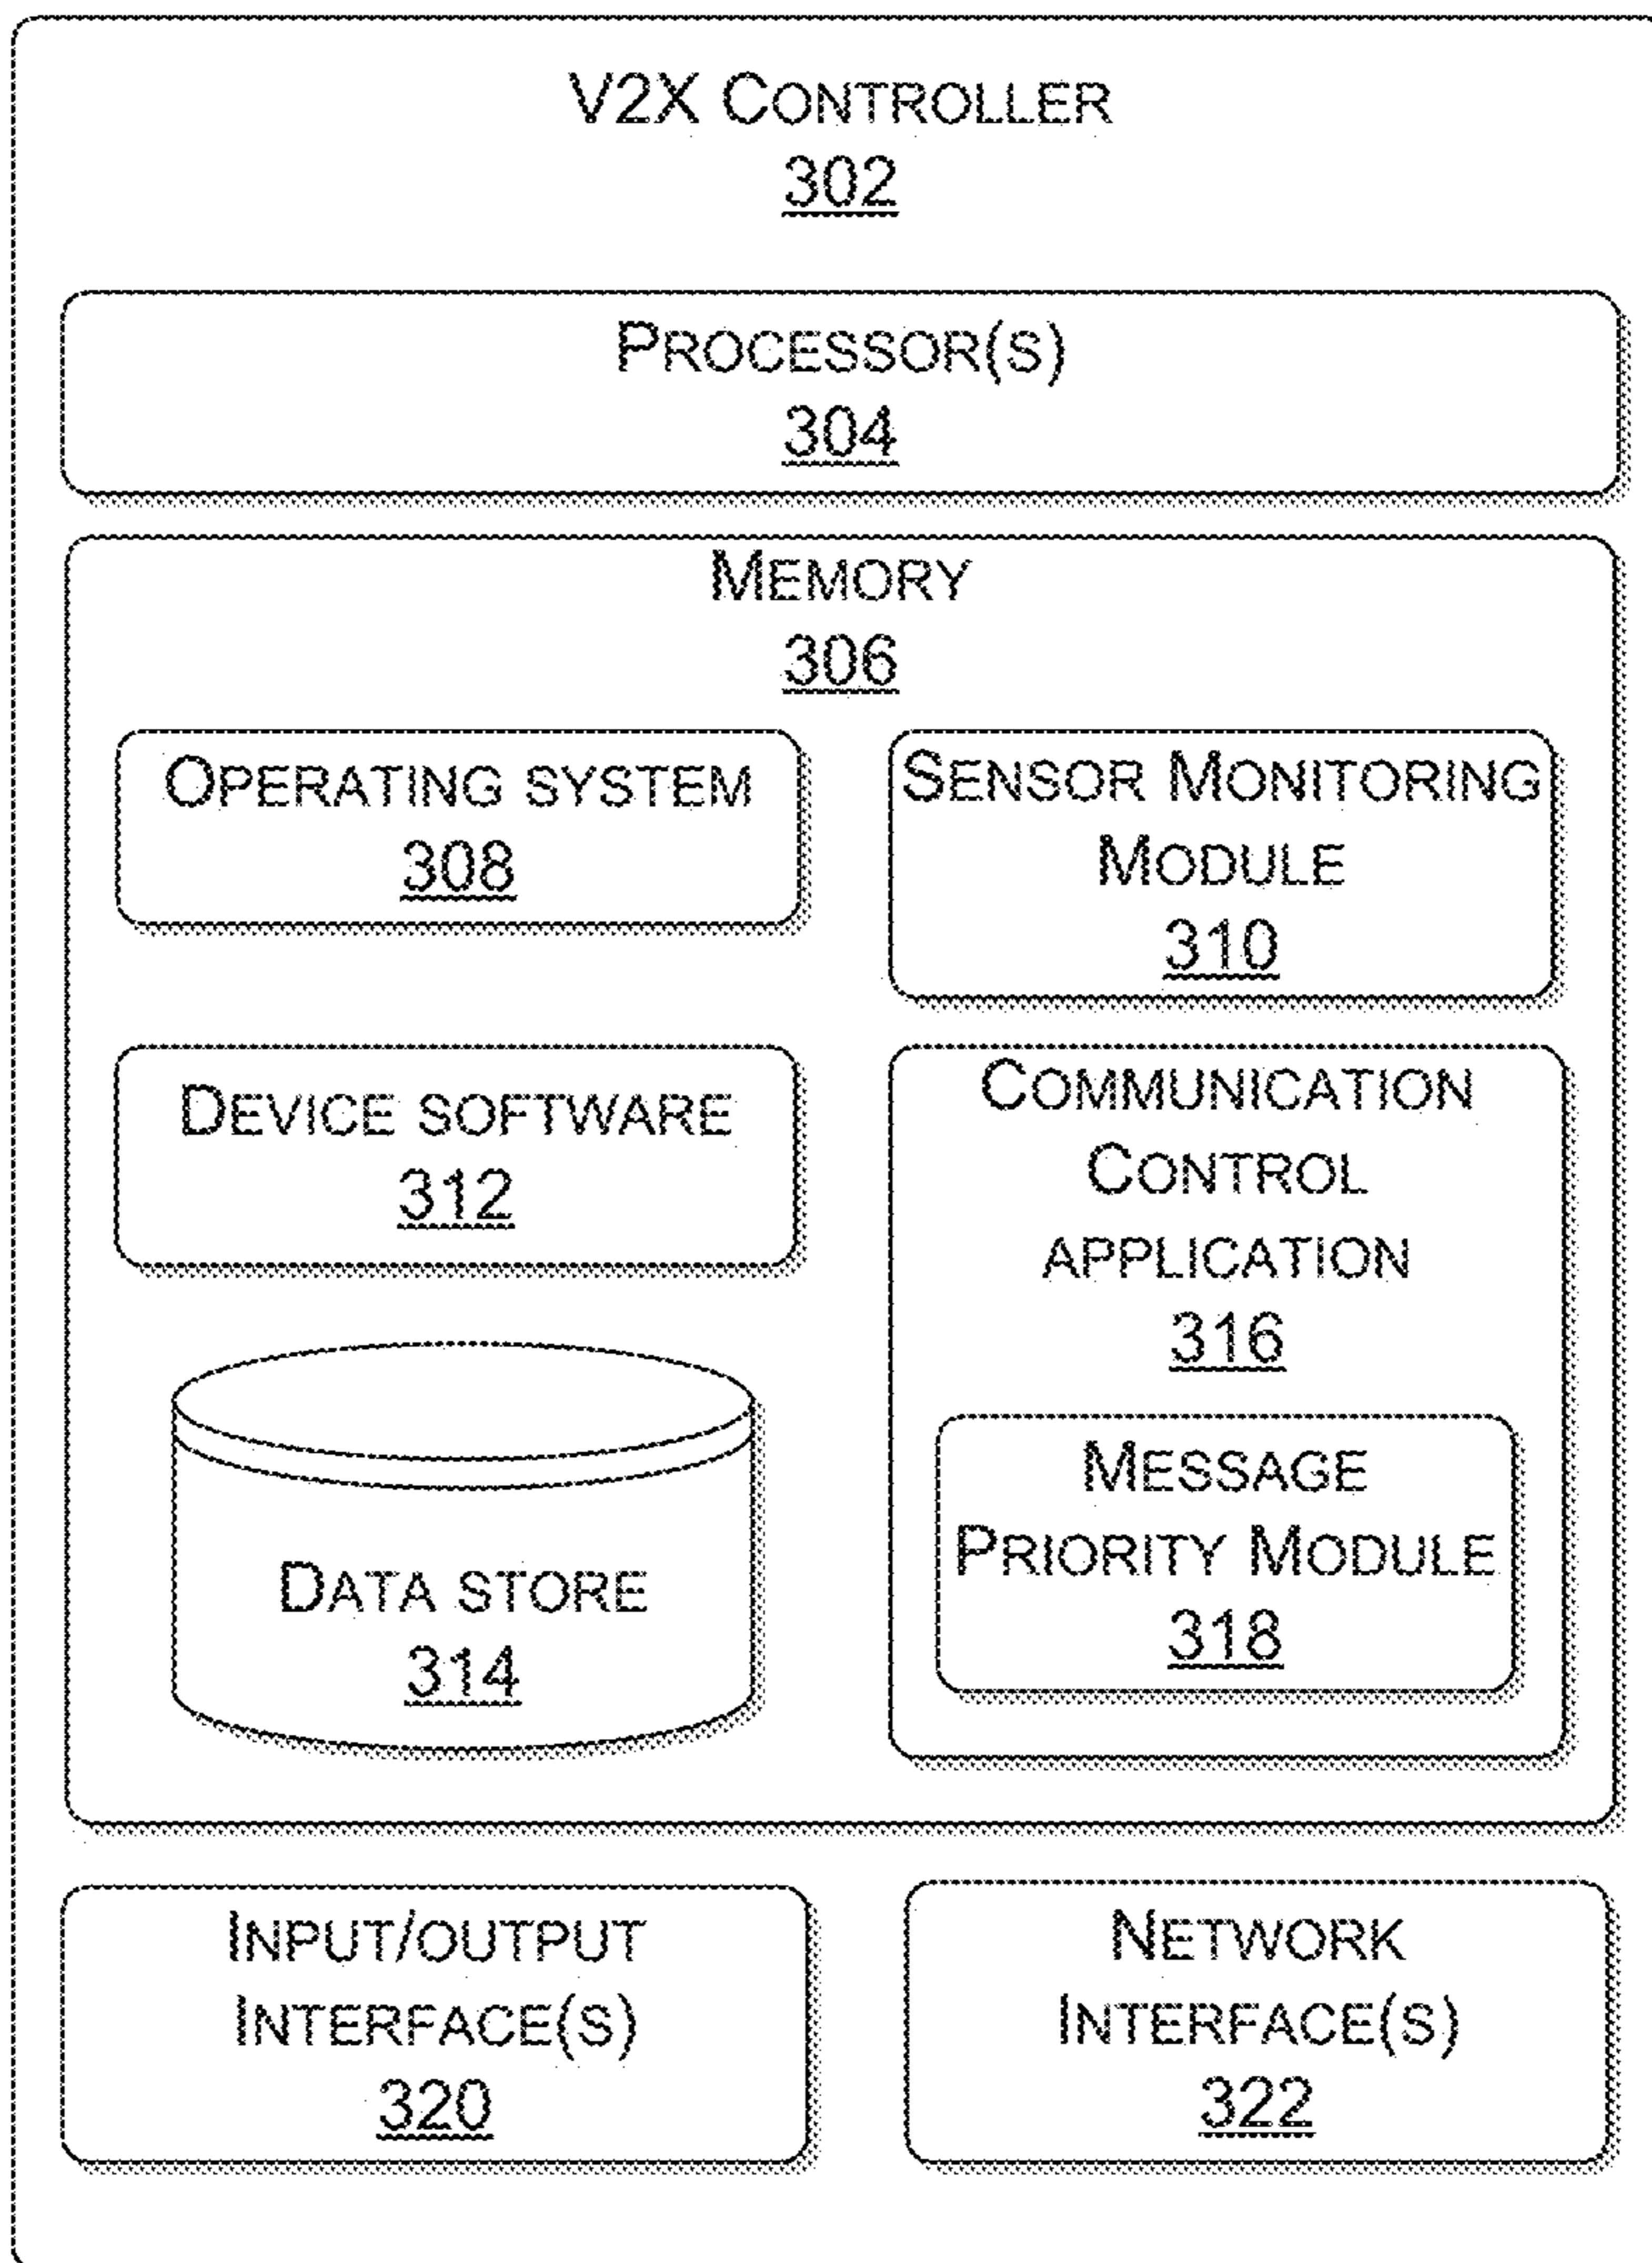 V2X CONTROLLER
302
PROCESSOR(S)
304
MEMORY
306
OPERATING SYSTEM
308
SENSOR MONITORING
MODULE
310
DEVICE SOFTWARE
312
DATA STORE
314
COMMUNICATION
CONTROL
APPLICATION
316
MESSAGE
PRIORITY MODULE
318
INPUT/OUTPUT
INTERFACE(S)
320
NETWORK
INTERFACE(S)
322